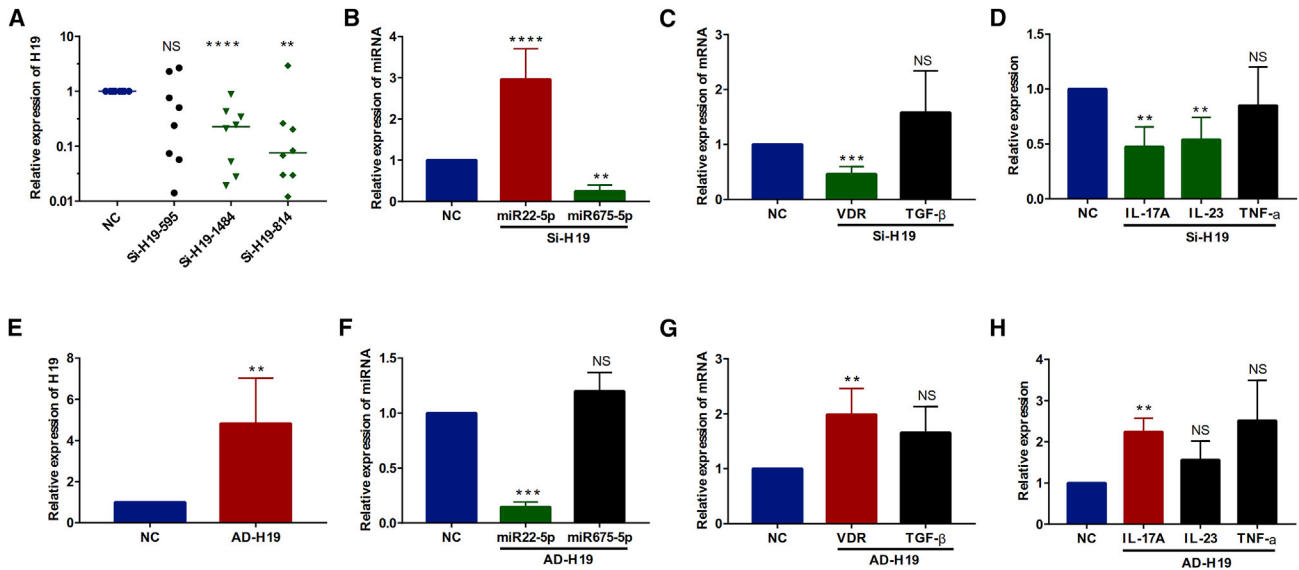 A
Relative expression of H19
10
1
0.1
0.01
NS
****
**
NC
Si-H19-595
Si-H19-1484
Si-H19-814
B
Relative expression of miRNA
4
3
2
1
0
****
**
NC
miR22-5p
miR675-5p
Si-H19
C
Relative expression of mRNA
3
2
1
0
***
NS
NC
VDR
TGF-β
Si-H19
D
Relative expression
1.5
1.0
0.5
0.0
**
**
NS
NC
IL-17A
IL-23
TNF-a
Si-H19
E
Relative expression of H19
8
6
4
2
0
**
NC
AD-H19
F
Relative expression of miRNA
1.5
1.0
0.5
0.0
***
NS
NC
miR22-5p
miR675-5p
AD-H19
G
Relative expression of mRNA
3
2
1
0
**
NS
NC
VDR
TGF-β
AD-H19
H
Relative expression
4
3
2
1
0
**
NS
NS
NC
IL-17A
IL-23
TNF-a
AD-H19